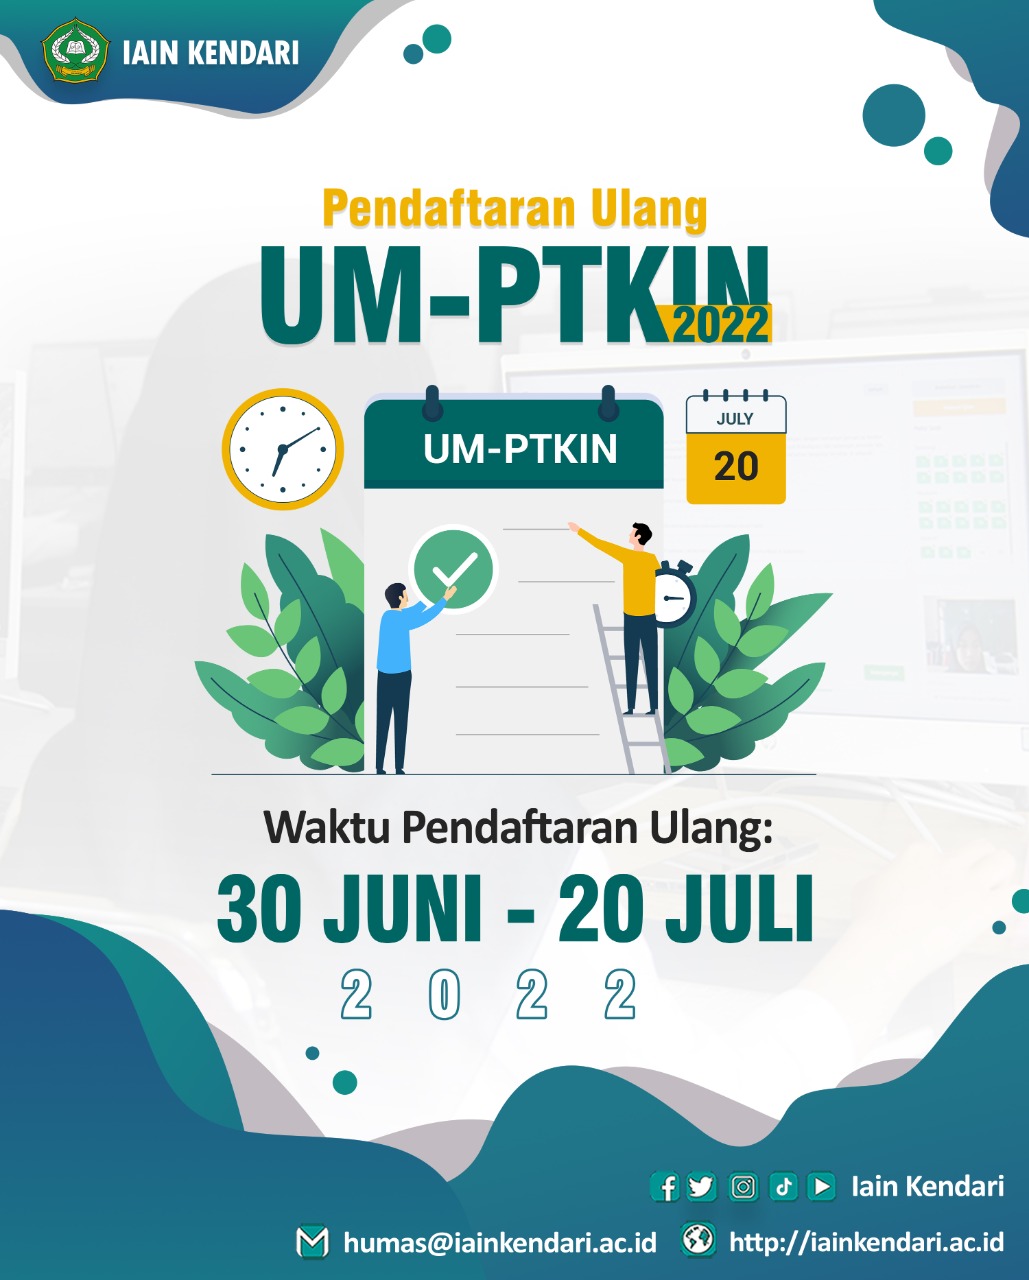 IAIN KENDARI
Pendaftaran Ulang
UM-PTKIN
2022
UM-PTKIN
JULY
20
Waktu Pendaftaran Ulang:
30 JUNI - 20 JULI
2022
Iain Kendari
humas@iainkendari.ac.id http://iainkendari.ac.id